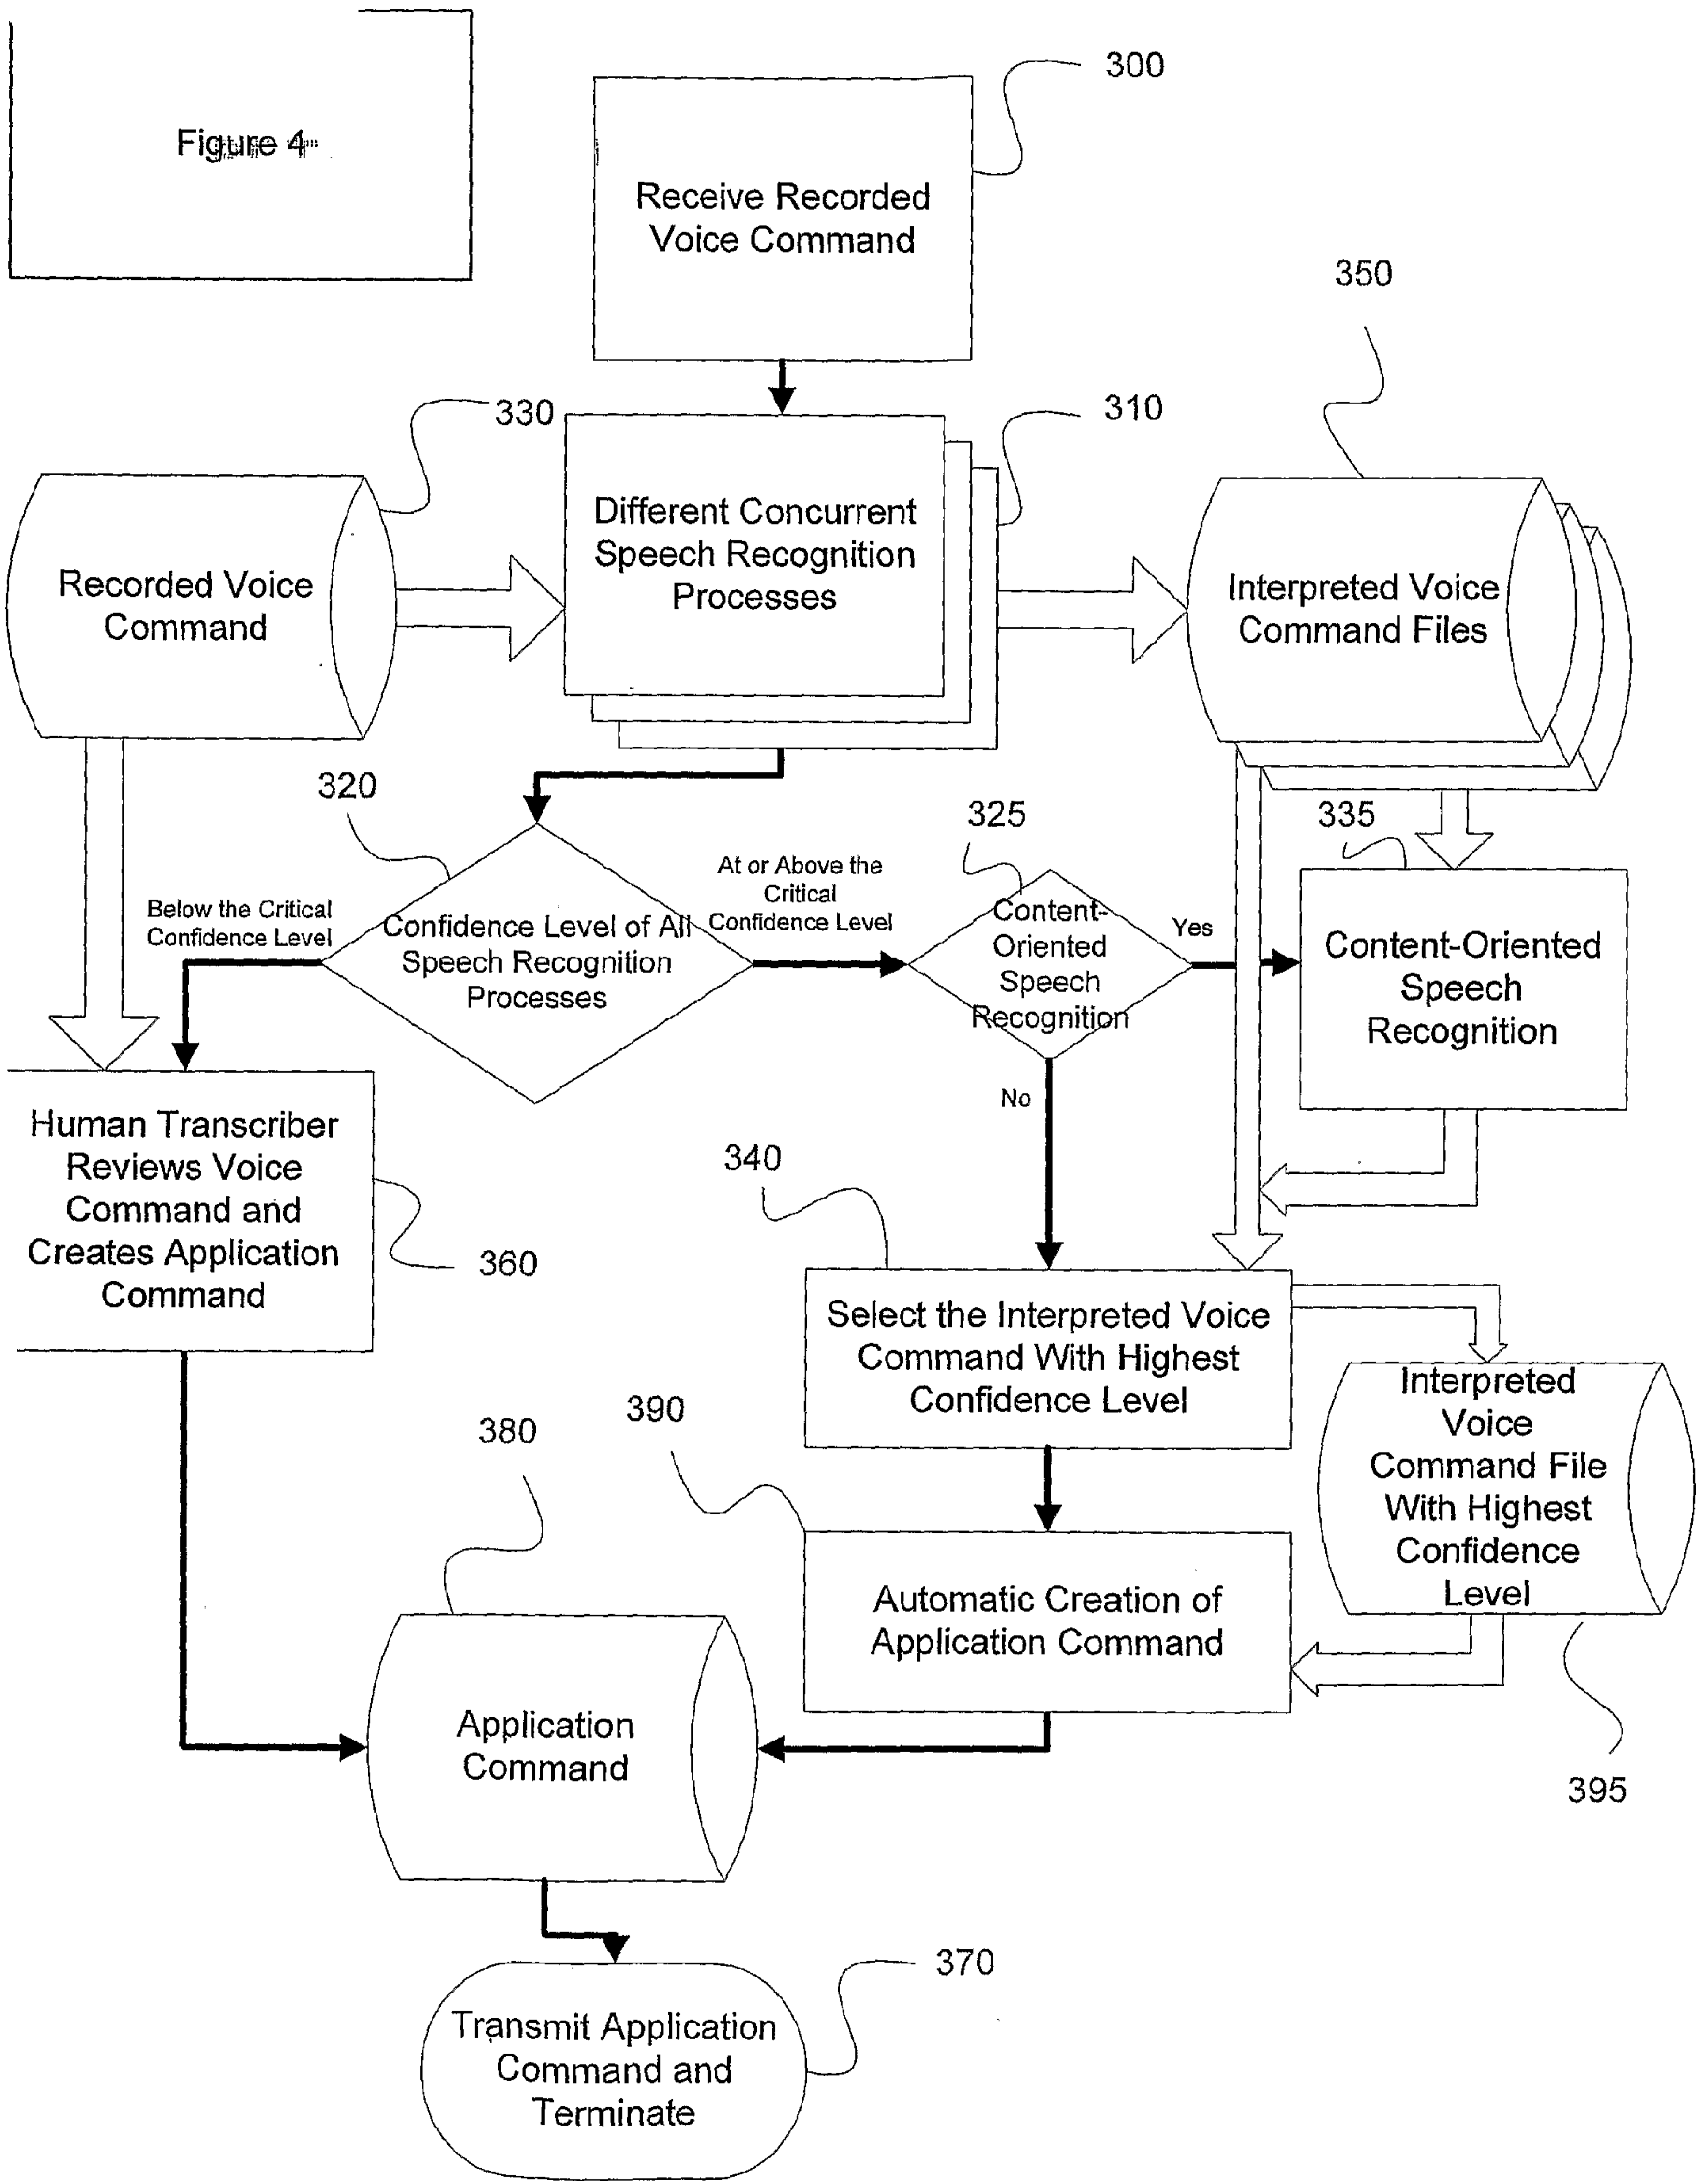 Figure 4
300
Receive Recorded
Voice Command
350
330
310
Recorded Voice
Command
Different Concurrent
Speech Recognition
Processes
Interpreted Voice
Command Files
320
325
335
Below the Critical
Confidence Level
Confidence Level of All
Speech Recognition
Processes
At or Above the
Critical
Confidence Level
Content-
Oriented
Speech
Recognition
Yes
Content-Oriented
Speech
Recognition
No
Human Transcriber
Reviews Voice
Command and
Creates Application
Command
360
340
Select the Interpreted Voice
Command With Highest
Confidence Level
Interpreted
Voice
Command File
With Highest
Confidence
Level
380
390
Automatic Creation of
Application Command
Application
Command
395
370
Transmit Application
Command and
Terminate